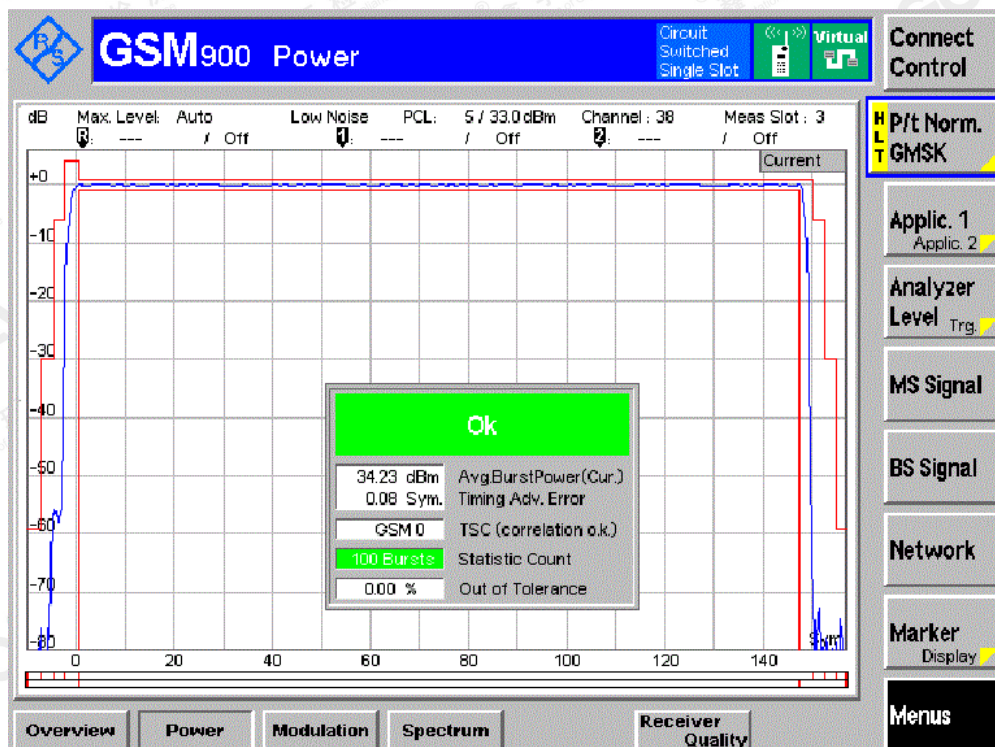 R S
GSM900 Power
Circuit
Switched
Single Slot
Virtual
Connect
Control
dB Max. Level: Auto Low Noise PCL: 5 / 33.0 dBm Channel : 38 Meas Slot : 3
R: --- / Off 1: --- / Off 2: --- / Off
HLT
P/t Norm.
GMSK
Current
+0
-10
-20
-30
-40
-50
-60
-70
-80
Ok
34.23 dBm Avg.BurstPower(Cur.)
0.08 Sym. Timing Adv. Error
GSM 0 TSC (correlation o.k.)
100 Bursts Statistic Count
0.00 % Out of Tolerance
Sym
0 20 40 60 80 100 120 140
Applic. 1
Applic. 2
Analyzer
Level Trg.
MS Signal
BS Signal
Network
Marker
Display
Menus
Overview Power Modulation Spectrum Receiver
Quality